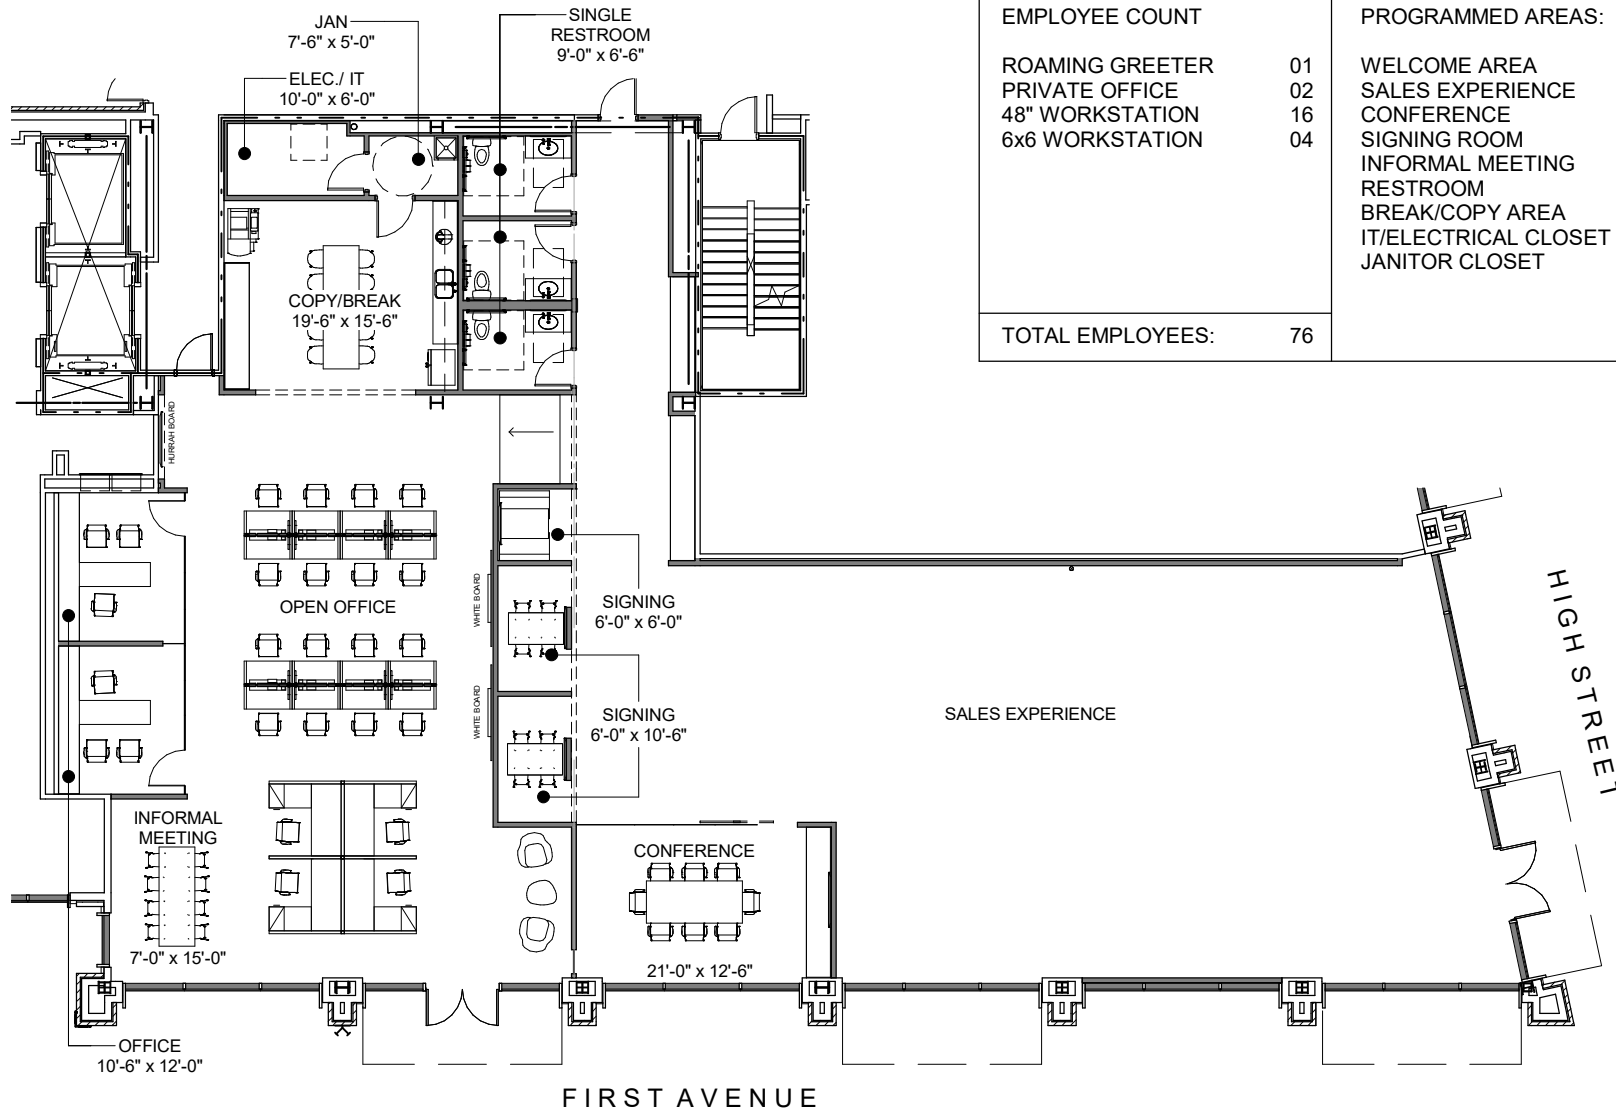 JAN
7'-6" x 5'-0"
ELEC./ IT
10'-0" x 6'-0"
SINGLE
RESTROOM
9'-0" x 6'-6"
EMPLOYEE COUNT
ROAMING GREETER 01
PRIVATE OFFICE 02
48" WORKSTATION 16
6x6 WORKSTATION 04
TOTAL EMPLOYEES: 76
PROGRAMMED AREAS:
WELCOME AREA
SALES EXPERIENCE
CONFERENCE
SIGNING ROOM
INFORMAL MEETING
RESTROOM
BREAK/COPY AREA
IT/ELECTRICAL CLOSET
JANITOR CLOSET
COPY/BREAK
19'-6" x 15'-6"
HURRAH BOARD
OPEN OFFICE
WHITE BOARD
SIGNING
6'-0" x 6'-0"
WHITE BOARD
SIGNING
6'-0" x 10'-6"
SALES EXPERIENCE
HIGH STREET
INFORMAL
MEETING
7'-0" x 15'-0"
CONFERENCE
21'-0" x 12'-6"
OFFICE
10'-6" x 12'-0"
FIRST AVENUE